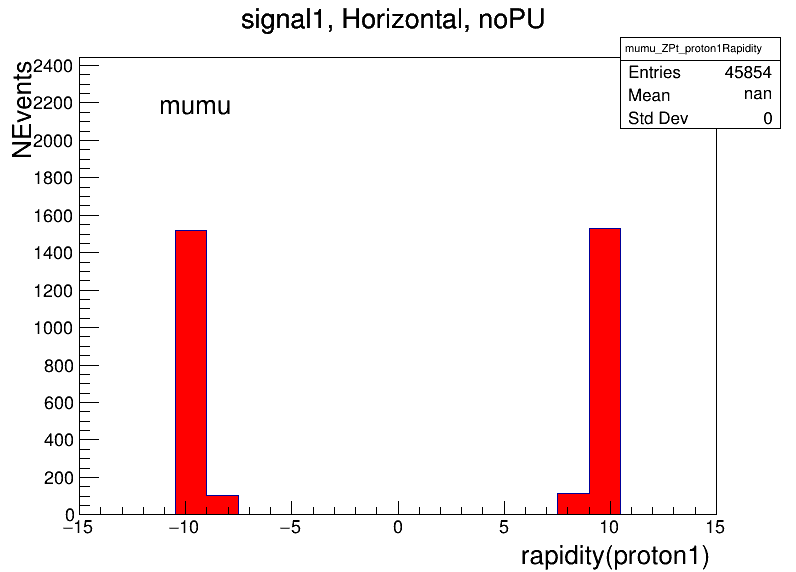 signal1, Horizontal, noPU
mumu_ZPt_proton1Rapidity
Entries 45854
Mean nan
Std Dev 0
NEvents
mumu
2400
2200
2000
1800
1600
1400
1200
1000
800
600
400
200
0
−15 −10 −5 0 5 10 15
rapidity(proton1)